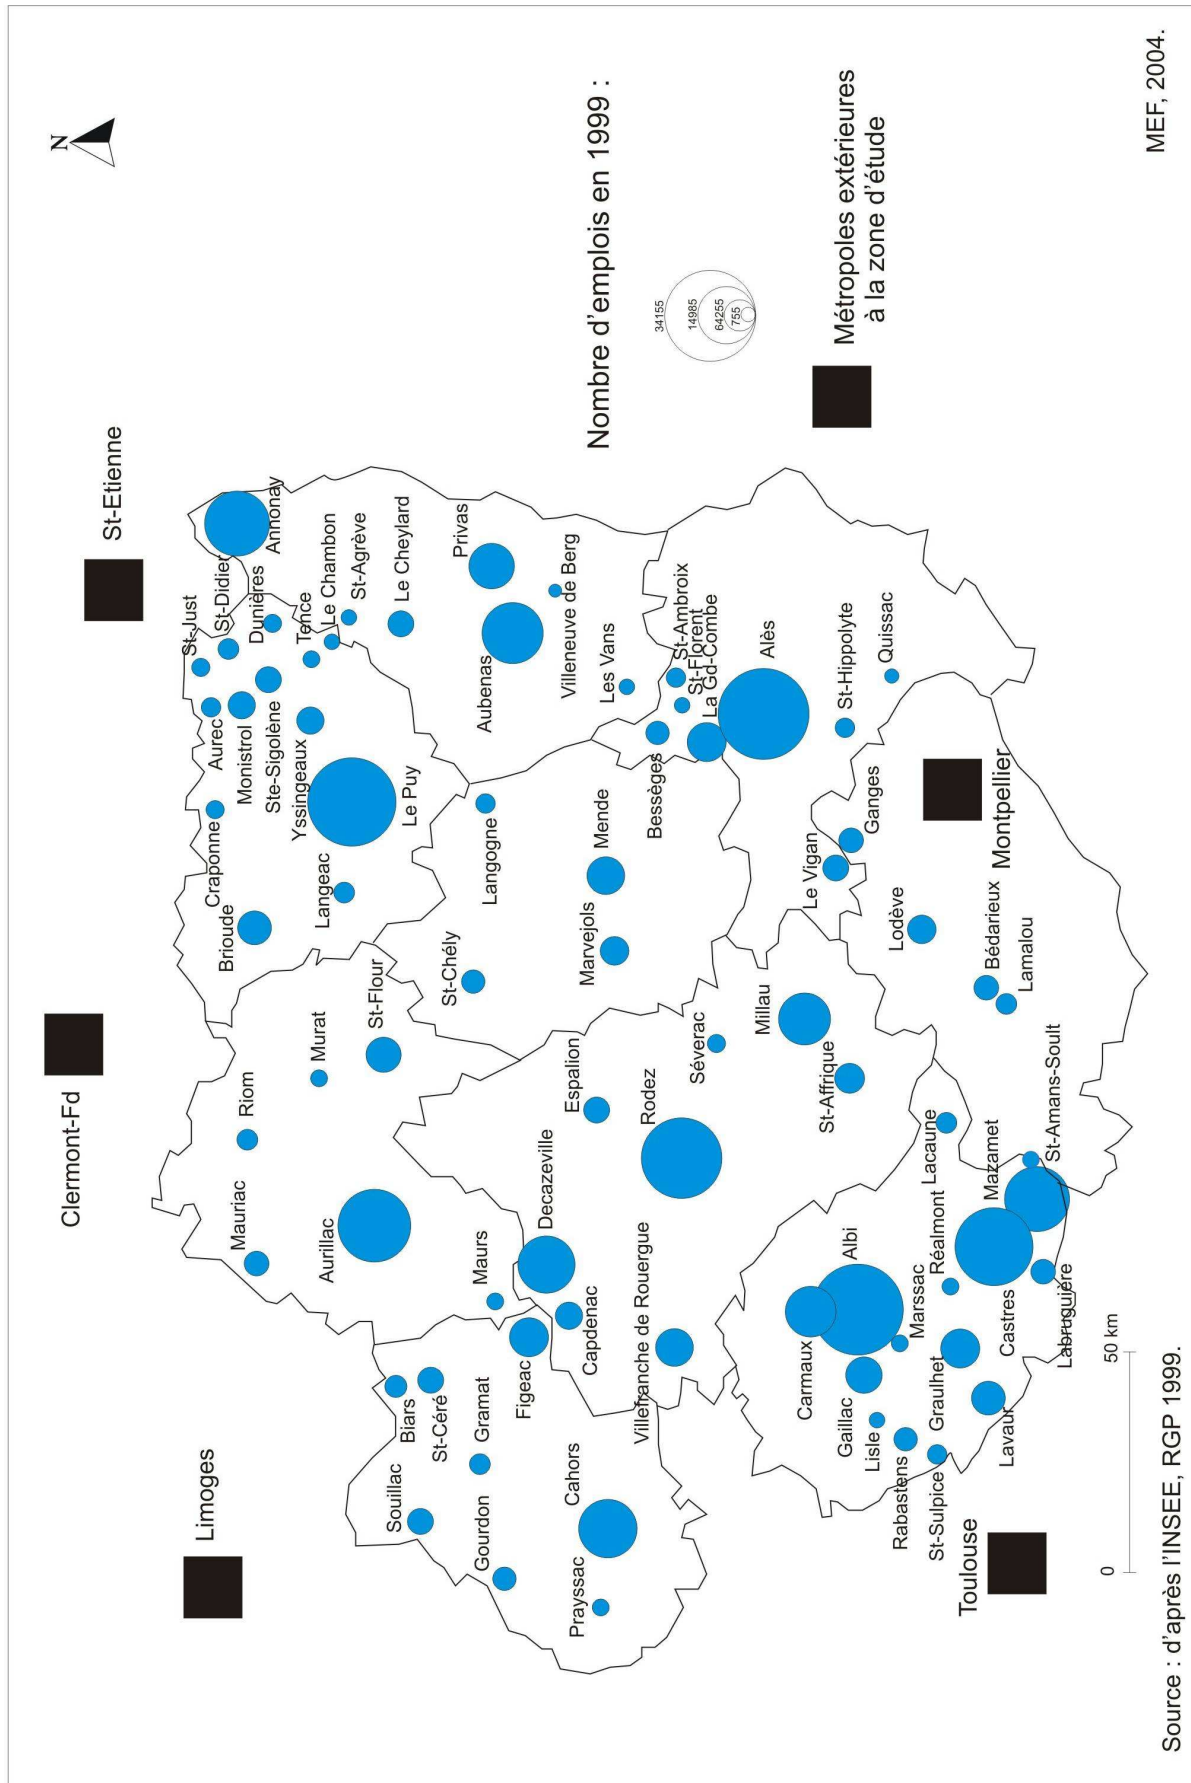 N
Clermont-Fd
Limoges
St-Etienne
Riom
Mauriac
Murat
Aurillac
St-Flour
Maurs
Brioude
Craponne
Aurec
St-Just
St-Didier
Monistrol
Dunières
Annonay
Ste-Sigolène
Yssingeaux
Tence
Le Chambon
St-Agrève
Langeac
Le Puy
Le Cheylard
Privas
Aubenas
Villeneuve de Berg
Les Vans
Souillac
Biars
St-Céré
Gramat
Gourdon
Figeac
Cahors
Prayssac
Decazeville
Capdenac
Espalion
Villefranche de Rouergue
Rodez
Séverac
Millau
St-Affrique
St-Chély
Langogne
Marvejols
Mende
Bessèges
St-Ambroix
St-Florent
La Gd-Combe
Alès
St-Hippolyte
Quissac
Le Vigan
Ganges
Lodève
Bédarieux
Lamalou
Montpellier
Carmaux
Albi
Gaillac
Marssac
Lisle
Rabastens
St-Sulpice
Graulhet
Réalmont
Lacaune
Lavaur
Castres
Mazamet
St-Amans-Soult
Labruguière
Toulouse
Nombre d'emplois en 1999 :
34155
14985
64255
755
Métropoles extérieures
à la zone d'étude
0
50 km
Source : d'après l'INSEE, RGP 1999.
MEF, 2004.